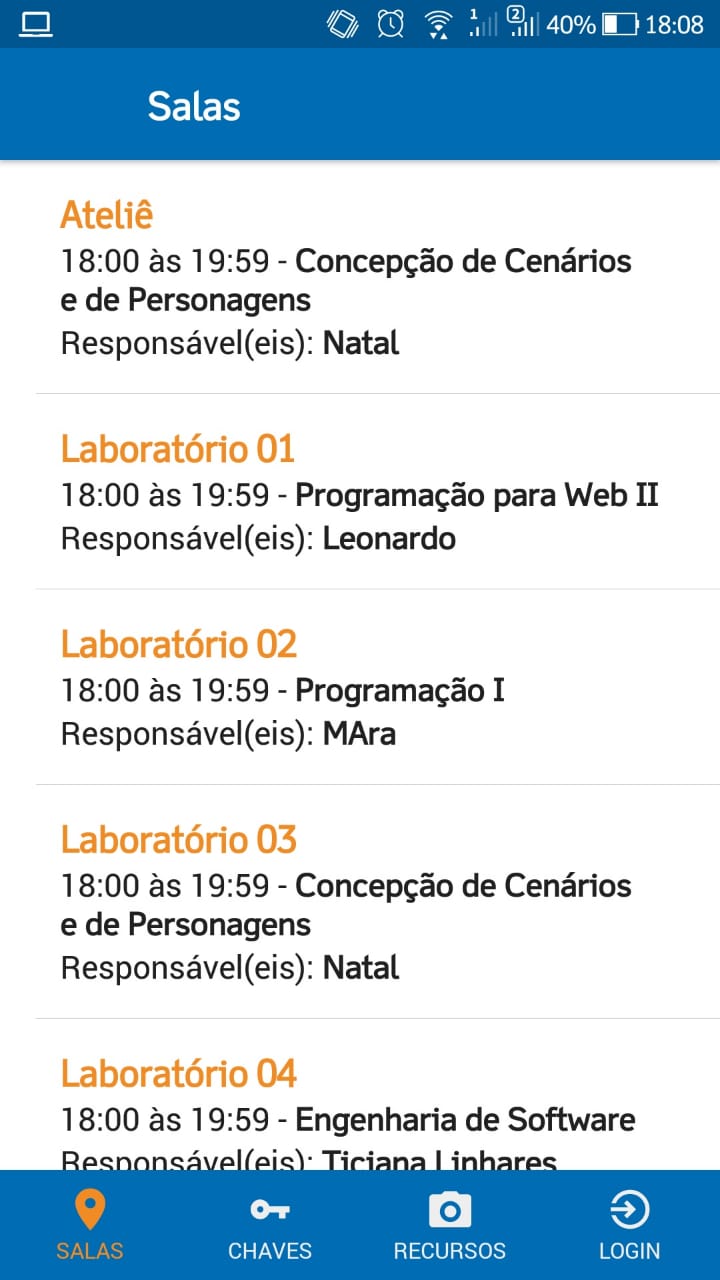 1 2 40% 18:08
Salas
Ateliê
18:00 às 19:59 - Concepção de Cenários
e de Personagens
Responsável(eis): Natal
Laboratório 01
18:00 às 19:59 - Programação para Web II
Responsável(eis): Leonardo
Laboratório 02
18:00 às 19:59 - Programação I
Responsável(eis): MAra
Laboratório 03
18:00 às 19:59 - Concepção de Cenários
e de Personagens
Responsável(eis): Natal
Laboratório 04
18:00 às 19:59 - Engenharia de Software
Responsável(eis): Ticiana Linhares
SALAS CHAVES RECURSOS LOGIN